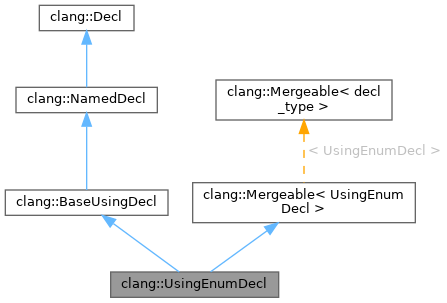 clang::Decl
clang::NamedDecl
clang::Mergeable< decl
_type >
< UsingEnumDecl >
clang::BaseUsingDecl
clang::Mergeable< UsingEnum
Decl >
clang::UsingEnumDecl